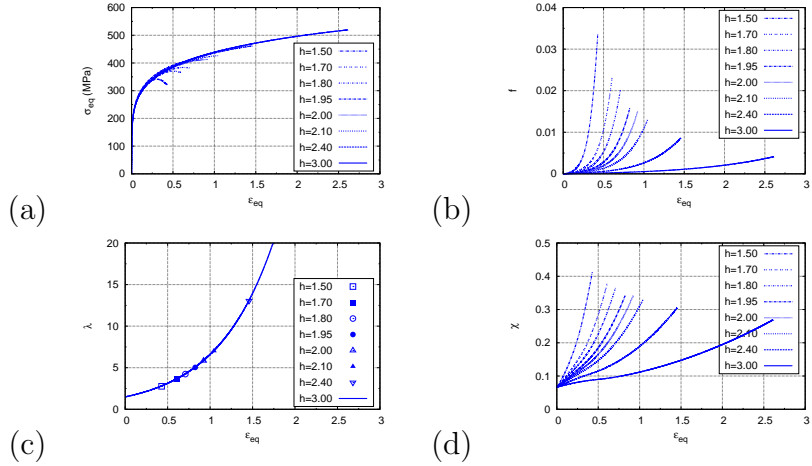 600
500
400
300
200
100
0
0
0.5
1
1.5
2
2.5
3
σeq (MPa)
εeq
h=1.50
h=1.70
h=1.80
h=1.95
h=2.00
h=2.10
h=2.40
h=3.00
(a)
0.04
0.03
0.02
0.01
0
0
0.5
1
1.5
2
2.5
3
f
εeq
h=1.50
h=1.70
h=1.80
h=1.95
h=2.00
h=2.10
h=2.40
h=3.00
(b)
20
15
10
5
0
0
0.5
1
1.5
2
2.5
3
λ
εeq
h=1.50
h=1.70
h=1.80
h=1.95
h=2.00
h=2.10
h=2.40
h=3.00
(c)
0.5
0.4
0.3
0.2
0.1
0
0
0.5
1
1.5
2
2.5
3
χ
εeq
h=1.50
h=1.70
h=1.80
h=1.95
h=2.00
h=2.10
h=2.40
h=3.00
(d)